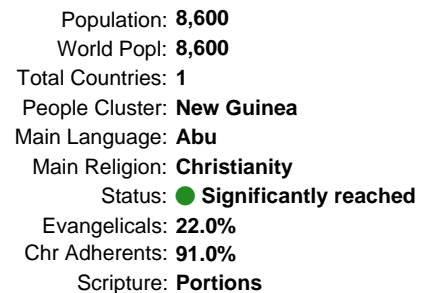 Population: 8,600
World Popl: 8,600
Total Countries: 1
People Cluster: New Guinea
Main Language: Abu
Main Religion: Christianity
Status: Significantly reached
Evangelicals: 22.0%
Chr Adherents: 91.0%
Scripture: Portions